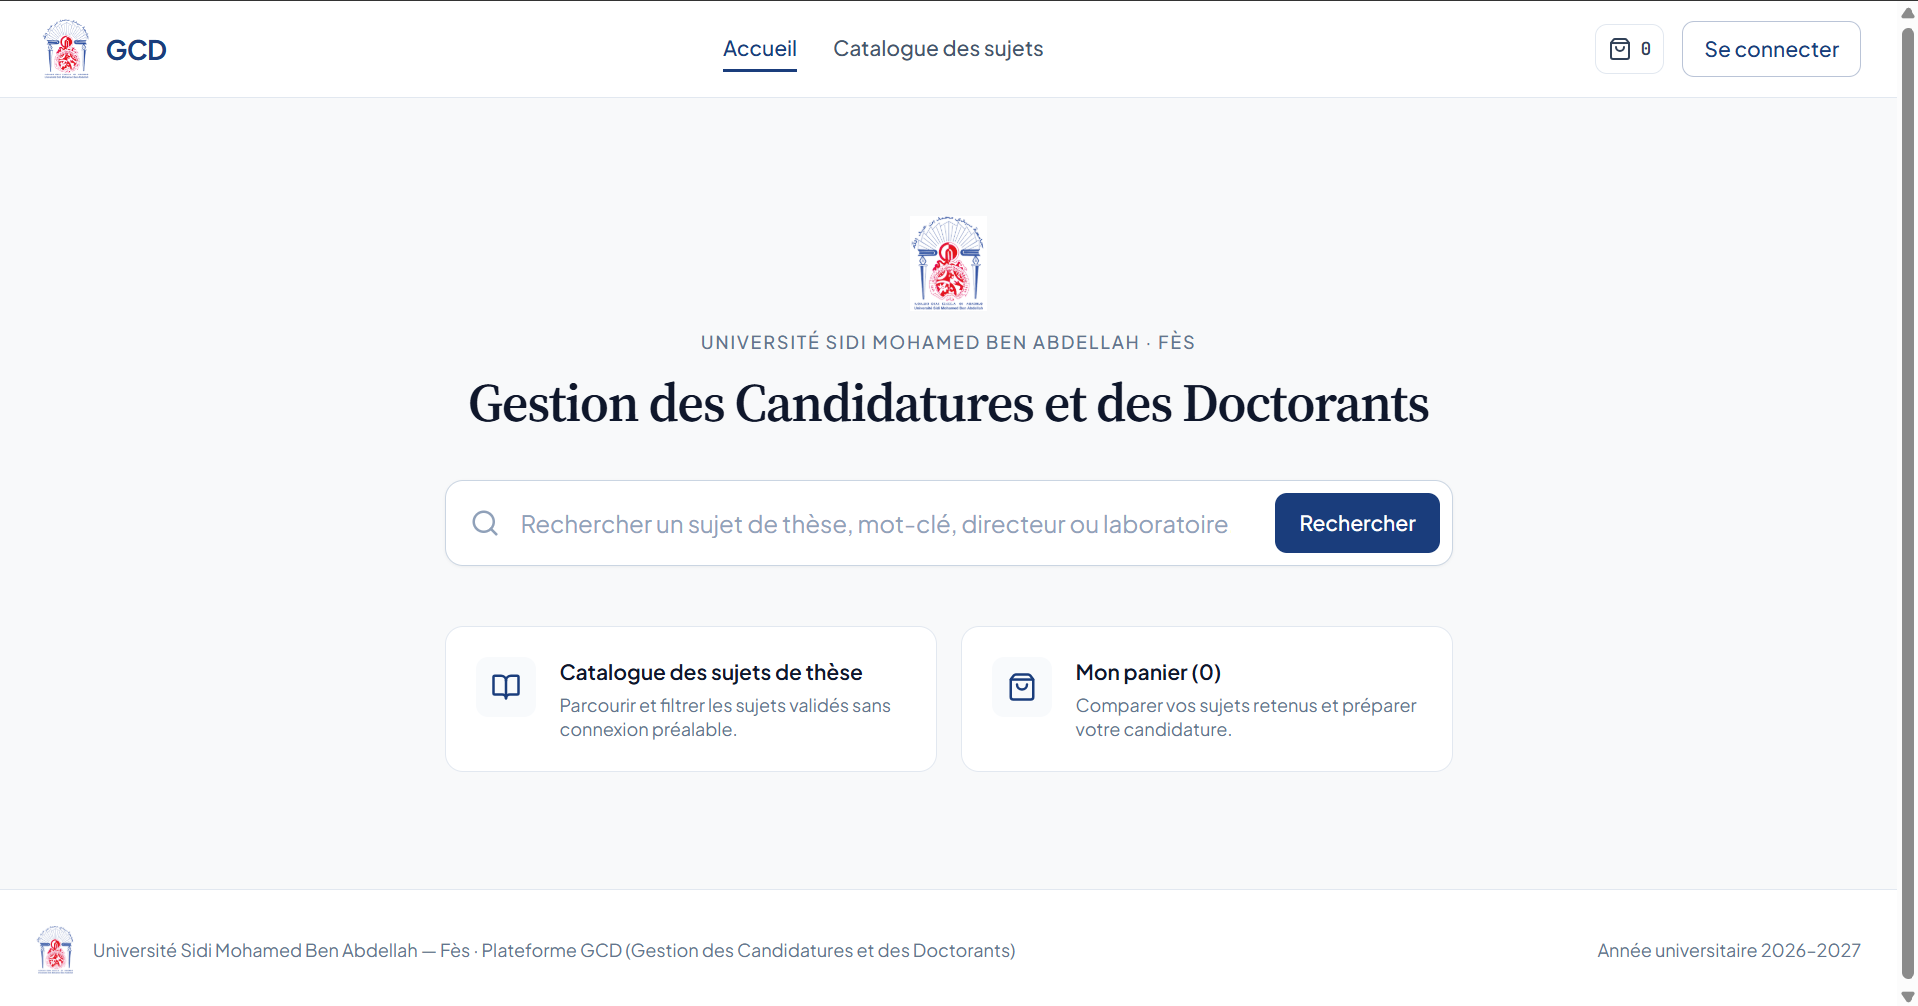 GCD
Accueil
Catalogue des sujets
0
Se connecter
UNIVERSITÉ SIDI MOHAMED BEN ABDELLAH · FÈS
Gestion des Candidatures et des Doctorants
Rechercher un sujet de thèse, mot-clé, directeur ou laboratoire
Rechercher
Catalogue des sujets de thèse
Parcourir et filtrer les sujets validés sans
connexion préalable.
Mon panier (0)
Comparer vos sujets retenus et préparer
votre candidature.
Université Sidi Mohamed Ben Abdellah — Fès · Plateforme GCD (Gestion des Candidatures et des Doctorants)
Année universitaire 2026–2027